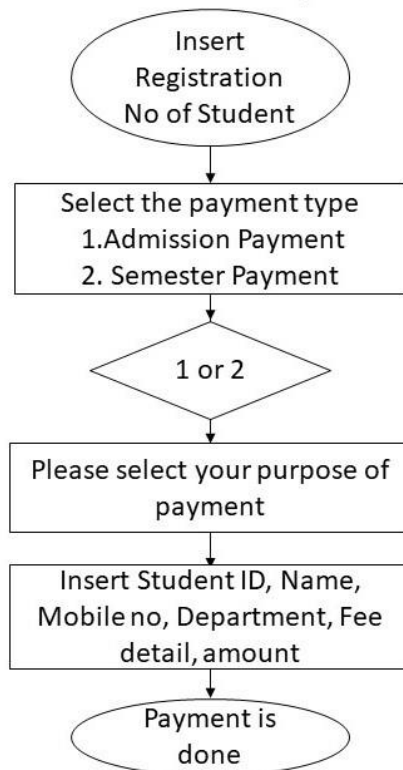 Insert
Registration
No of Student
Select the payment type
1.Admission Payment
2. Semester Payment
1 or 2
Please select your purpose of
payment
Insert Student ID, Name,
Mobile no, Department, Fee
detail, amount
Payment is
done